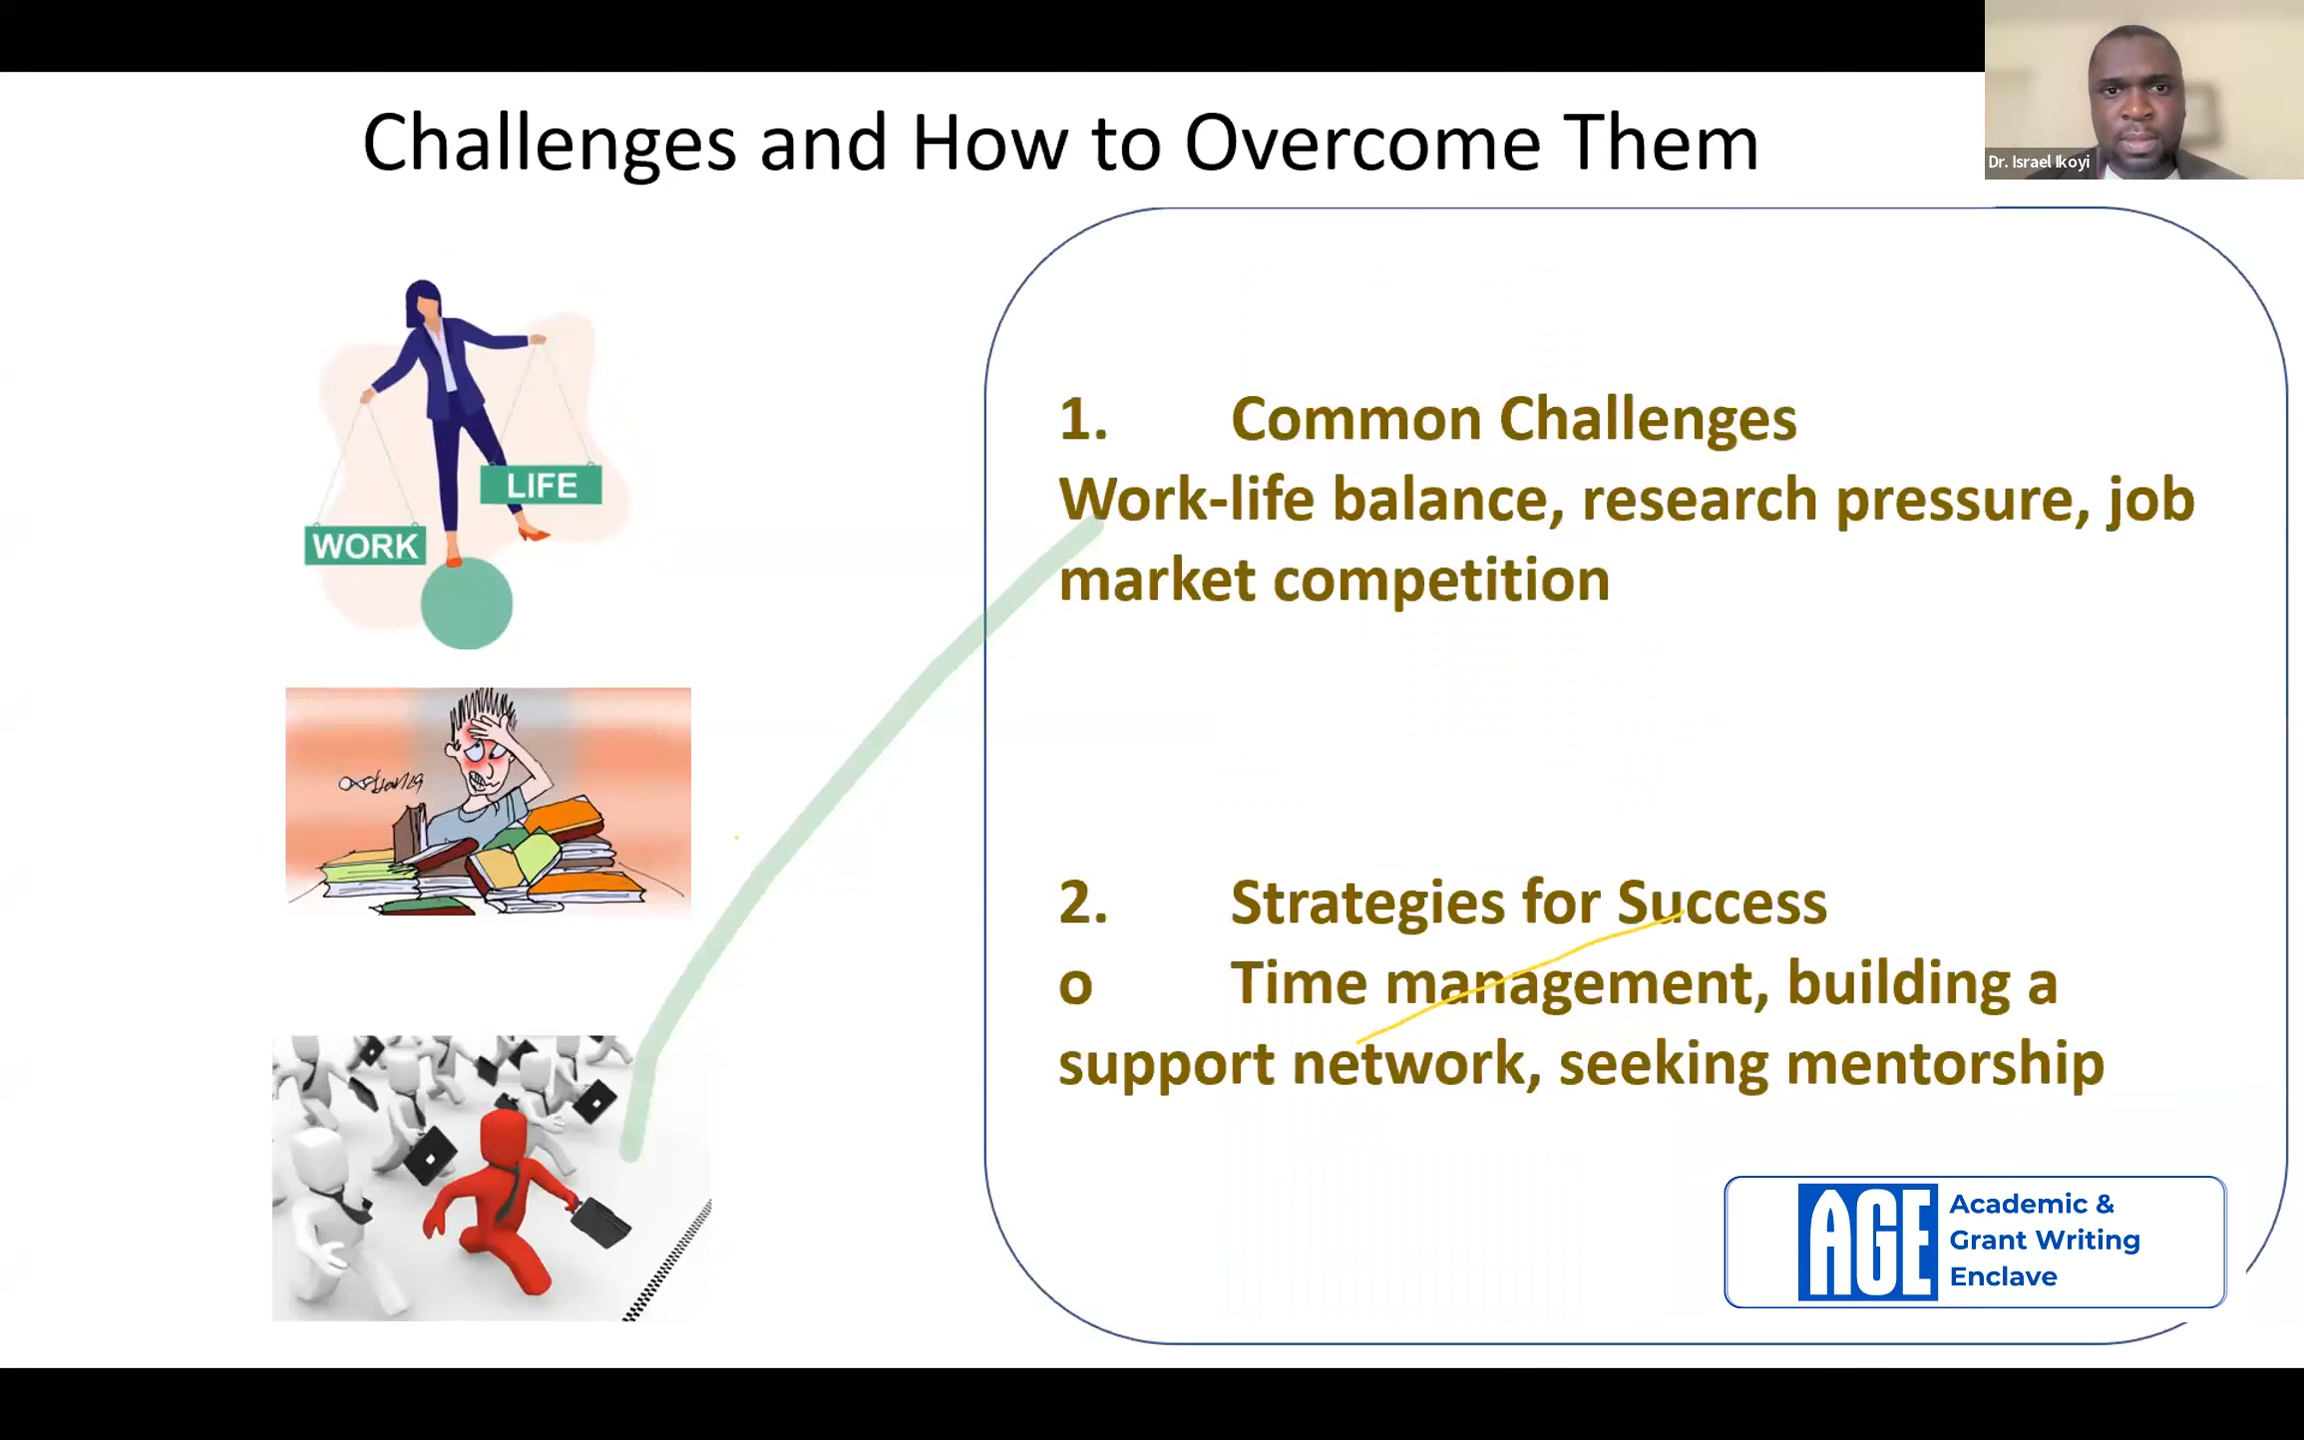 Challenges and How to Overcome Them
Dr. Israel Ikoyi
LIFE
WORK
1. Common Challenges
Work-life balance, research pressure, job
market competition
2. Strategies for Success
o Time management, building a
support network, seeking mentorship
AGE
Academic &
Grant Writing
Enclave